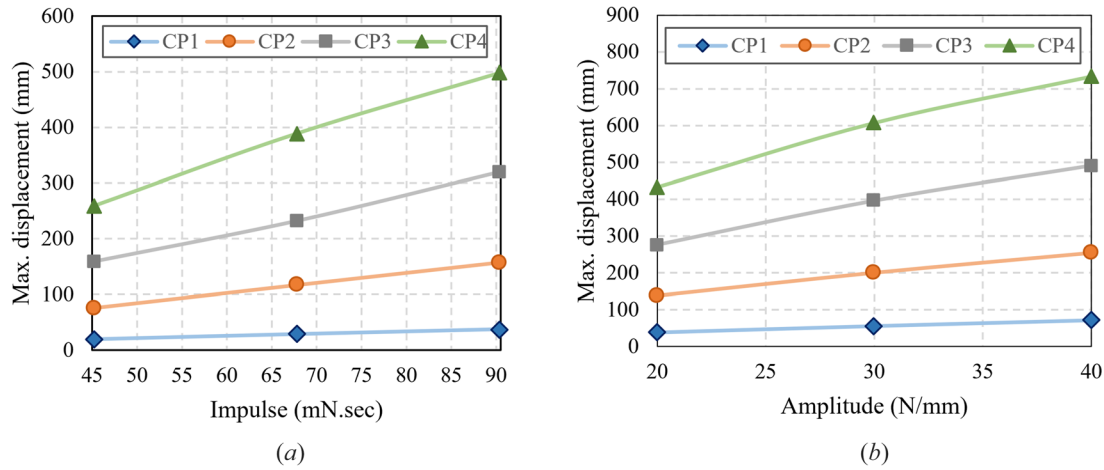 600
500
400
300
200
100
0
Max. displacement (mm)
CP1 CP2 CP3 CP4
45 50 55 60 65 70 75 80 85 90
Impulse (mN.sec)
(a)
900
800
700
600
500
400
300
200
100
0
Max. displacement (mm)
CP1 CP2 CP3 CP4
20 25 30 35 40
Amplitude (N/mm)
(b)